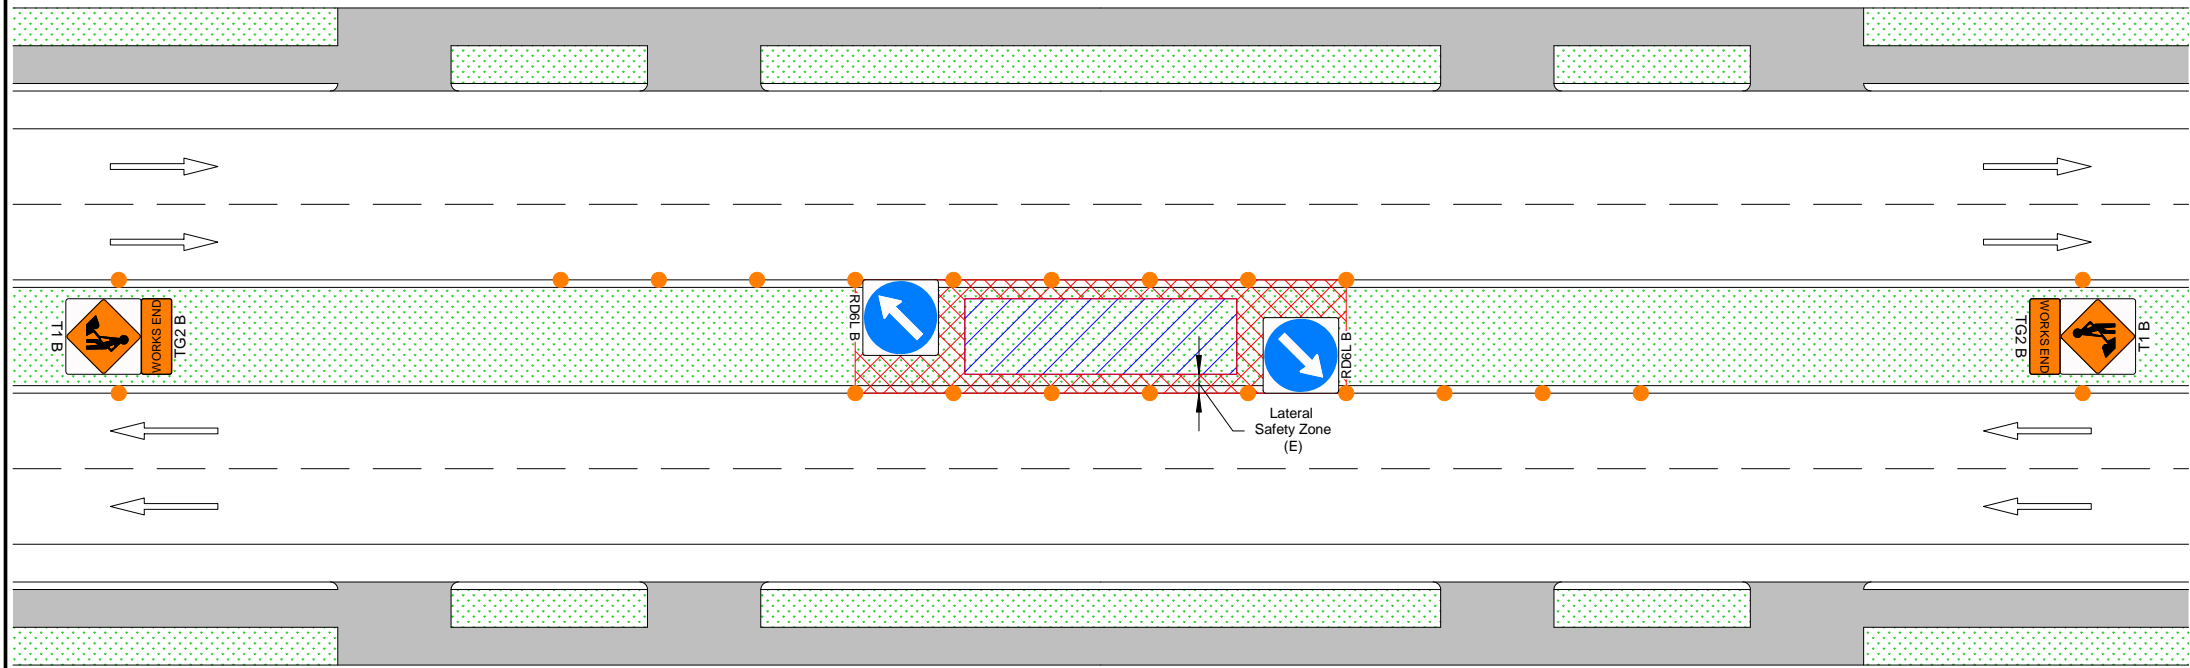 T1 B
WORKS END
TG2 B
RD6L B
RD6L B
Lateral
Safety Zone
(E)
TG2 B
WORKS END
T1 B